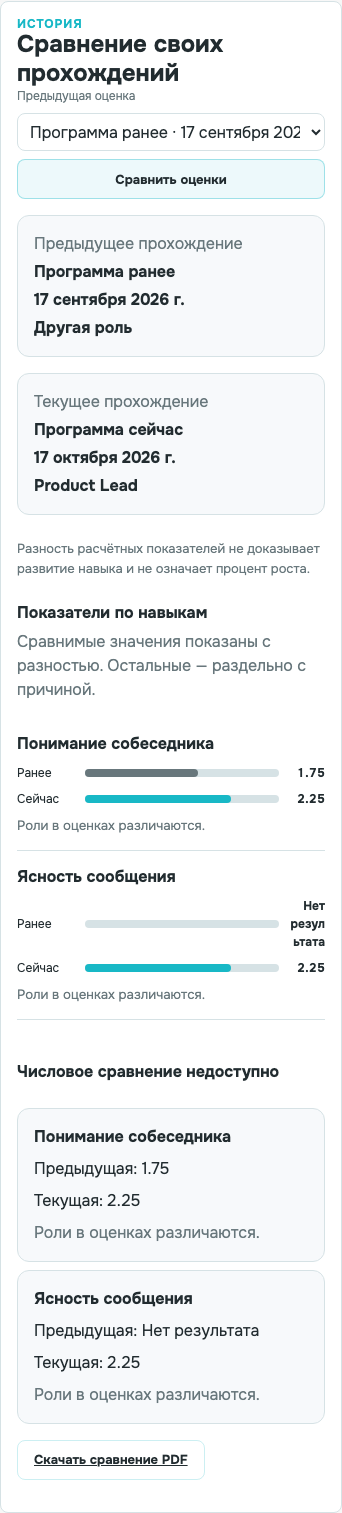 ИСТОРИЯ
Сравнение своих
прохождений
Предыдущая оценка
Программа ранее · 17 сентября 202
Сравнить оценки
Предыдущее прохождение
Программа ранее
17 сентября 2026 г.
Другая роль
Текущее прохождение
Программа сейчас
17 октября 2026 г.
Product Lead
Разность расчётных показателей не доказывает
развитие навыка и не означает процент роста.
Показатели по навыкам
Сравнимые значения показаны с
разностью. Остальные — раздельно с
причиной.
Понимание собеседника
Ранее 1.75
Сейчас 2.25
Роли в оценках различаются.
Ясность сообщения
Ранее Нет
резул
ьтата
Сейчас 2.25
Роли в оценках различаются.
Числовое сравнение недоступно
Понимание собеседника
Предыдущая: 1.75
Текущая: 2.25
Роли в оценках различаются.
Ясность сообщения
Предыдущая: Нет результата
Текущая: 2.25
Роли в оценках различаются.
Скачать сравнение PDF